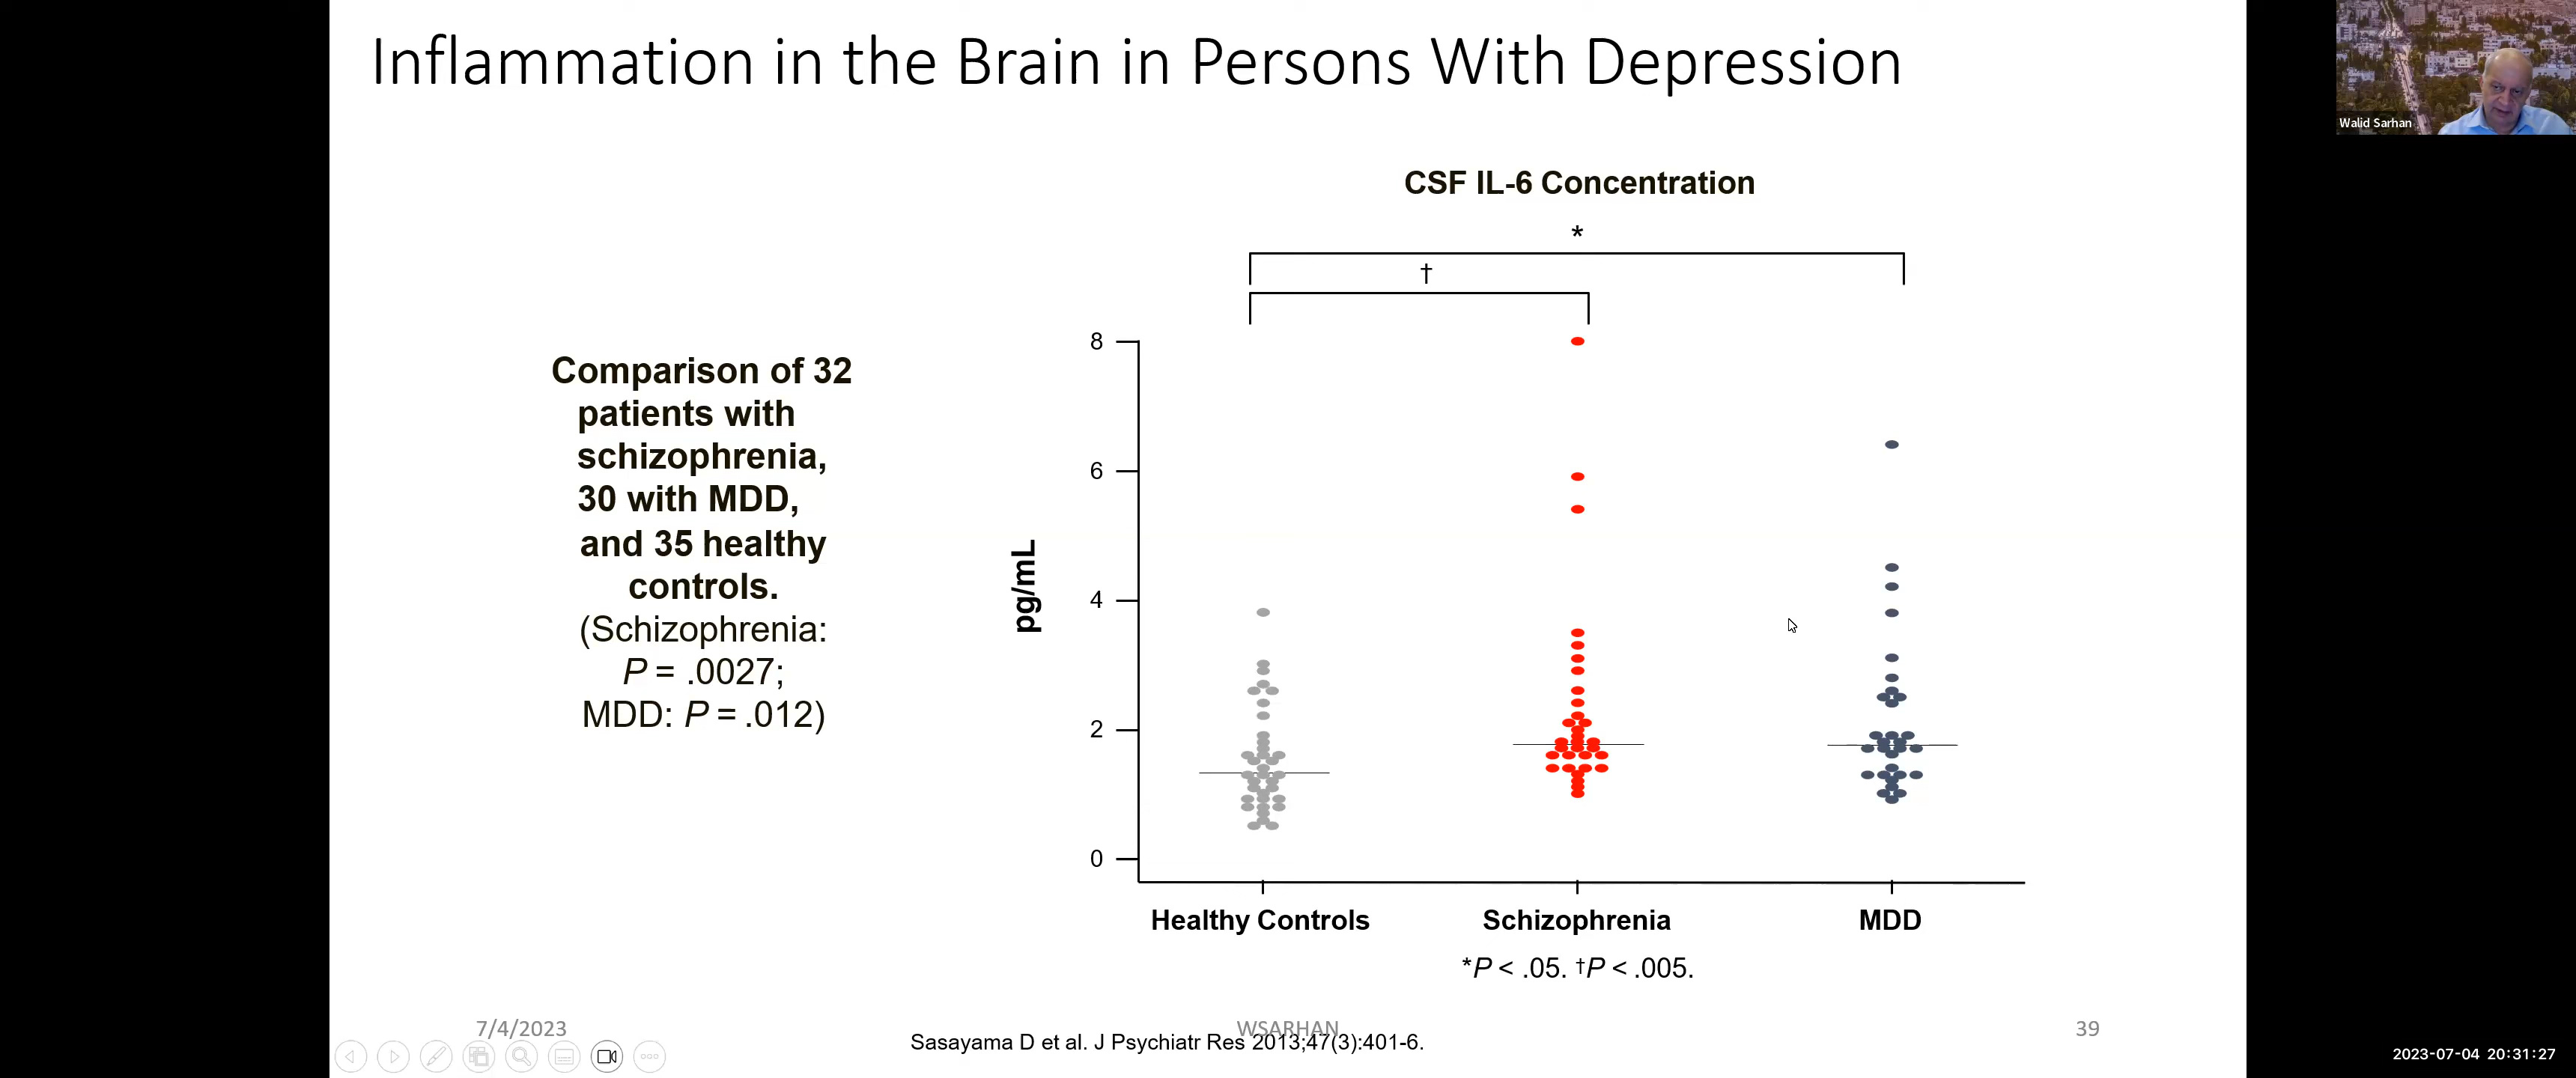 Inflammation in the Brain in Persons With Depression
Walid Sarhan
CSF IL-6 Concentration
*
†
Comparison of 32
patients with
schizophrenia,
30 with MDD,
and 35 healthy
controls.
(Schizophrenia:
P = .0027;
MDD: P = .012)
pg/mL
8
6
4
2
0
Healthy Controls
Schizophrenia
MDD
*P < .05. †P < .005.
7/4/2023
WSARHAN
39
Sasayama D et al. J Psychiatr Res 2013;47(3):401-6.
2023-07-04 20:31:27